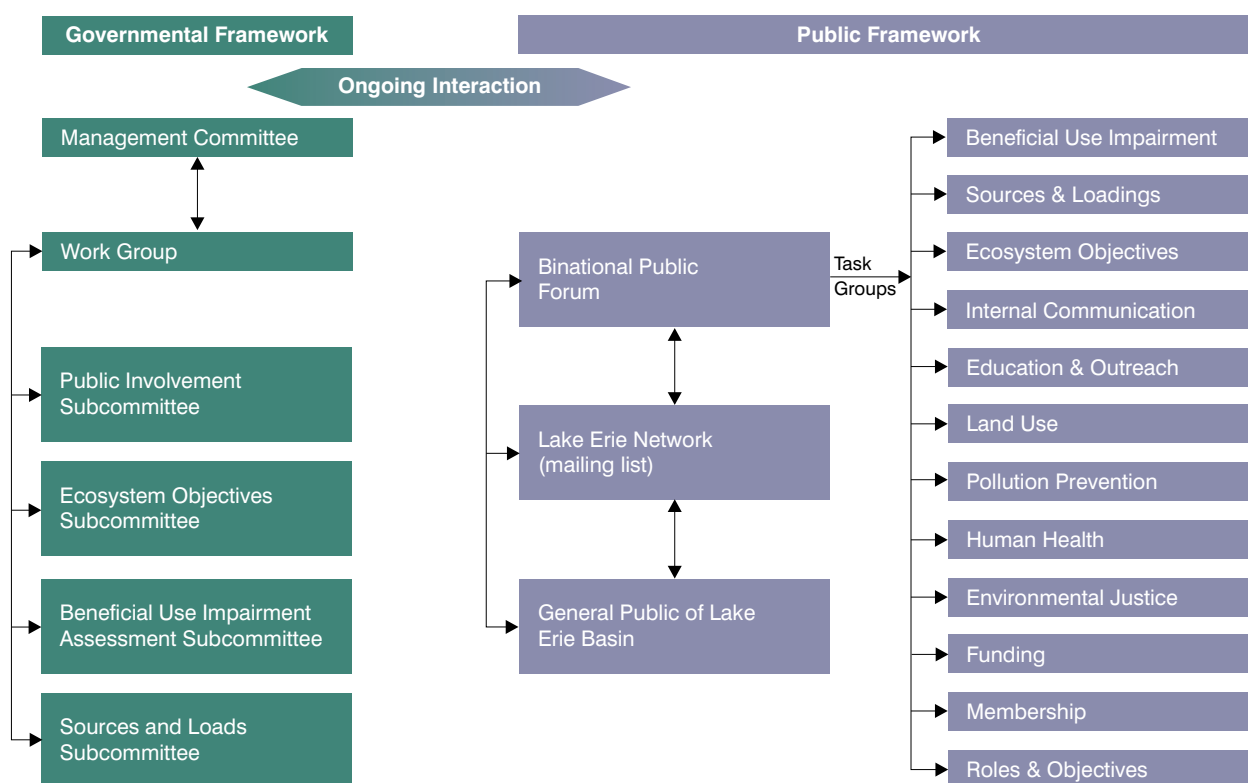 Governmental Framework
Public Framework
Ongoing Interaction
Management Committee
Work Group
Public Involvement
Subcommittee
Ecosystem Objectives
Subcommittee
Beneficial Use Impairment
Assessment Subcommittee
Sources and Loads
Subcommittee
Binational Public
Forum
Task
Groups
Lake Erie Network
(mailing list)
General Public of Lake
Erie Basin
Beneficial Use Impairment
Sources & Loadings
Ecosystem Objectives
Internal Communication
Education & Outreach
Land Use
Pollution Prevention
Human Health
Environmental Justice
Funding
Membership
Roles & Objectives